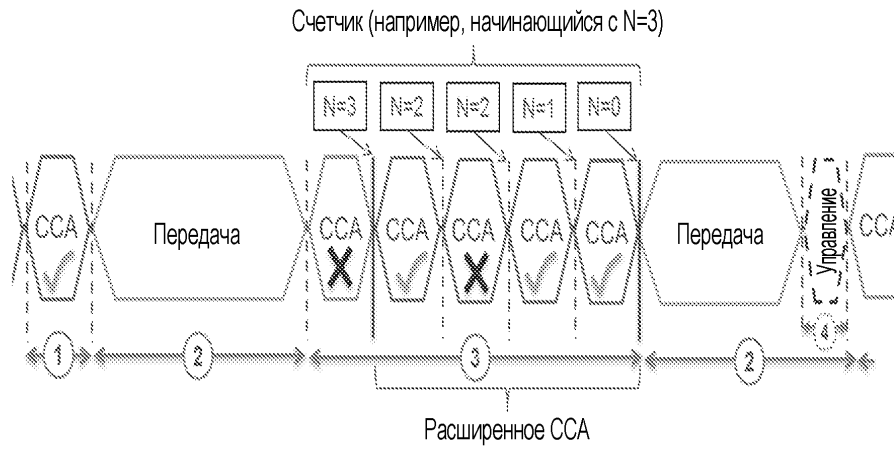 Счетчик (например, начинающийся с N=3)
N=3 N=2 N=2 N=1 N=0
CCA Передача CCA CCA CCA CCA CCA Передача Управление CCA
1 2 3 2 4
Расширенное CCA